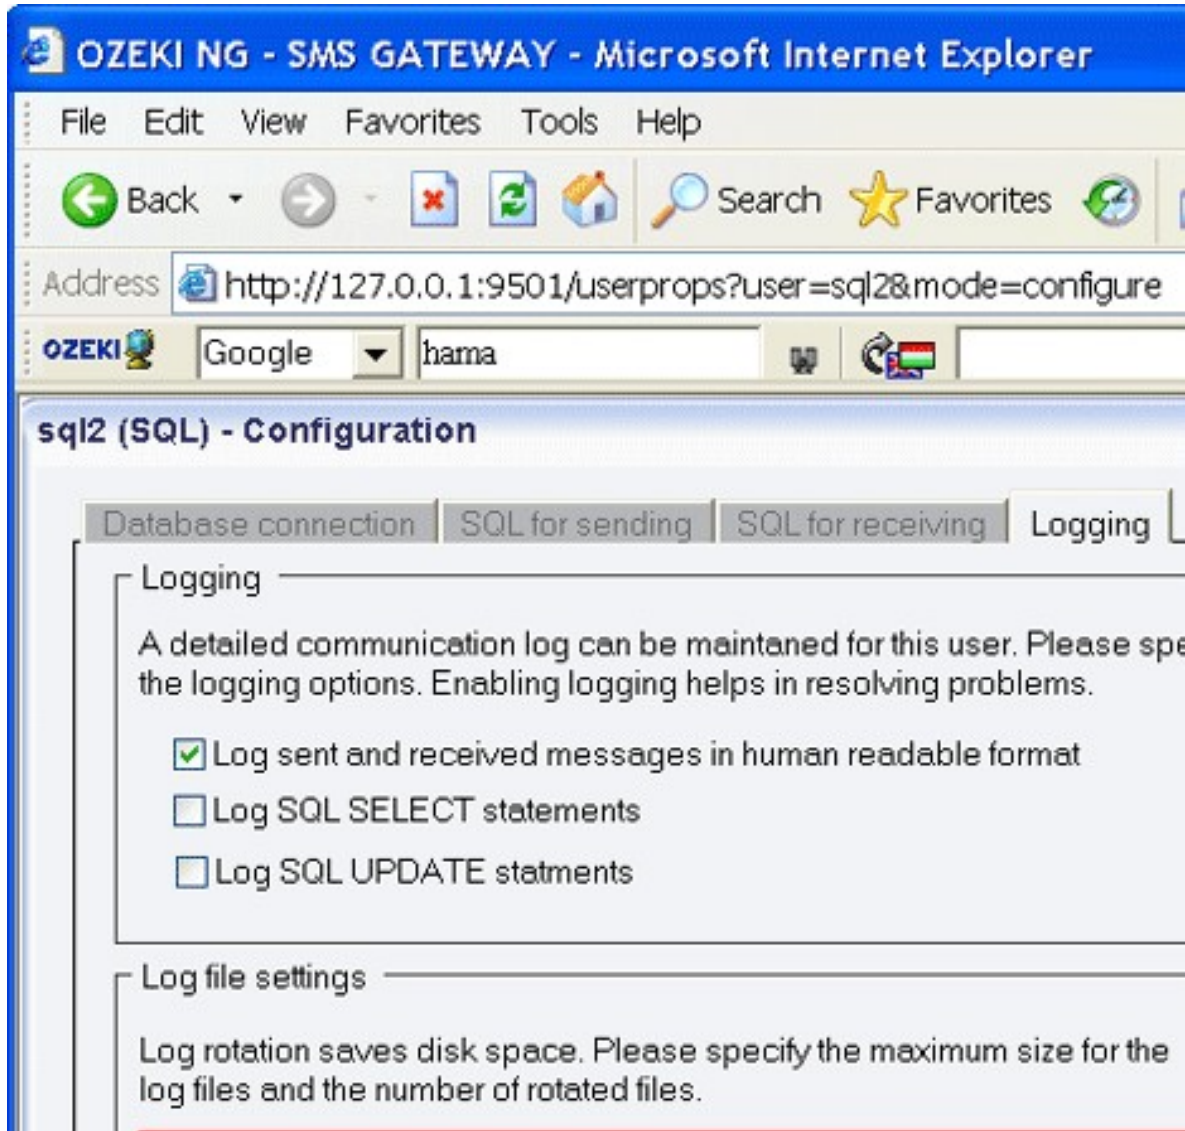 OZEKI NG - SMS GATEWAY - Microsoft Internet Explorer
File Edit View Favorites Tools Help
Back Search Favorites
Address http://127.0.0.1:9501/userprops?user=sql2&mode=configure
OZEKI Google hama
sql2 (SQL) - Configuration
Database connection SQL for sending SQL for receiving Logging
Logging
A detailed communication log can be maintaned for this user. Please spe
the logging options. Enabling logging helps in resolving problems.
Log sent and received messages in human readable format
Log SQL SELECT statements
Log SQL UPDATE statments
Log file settings
Log rotation saves disk space. Please specify the maximum size for the
log files and the number of rotated files.